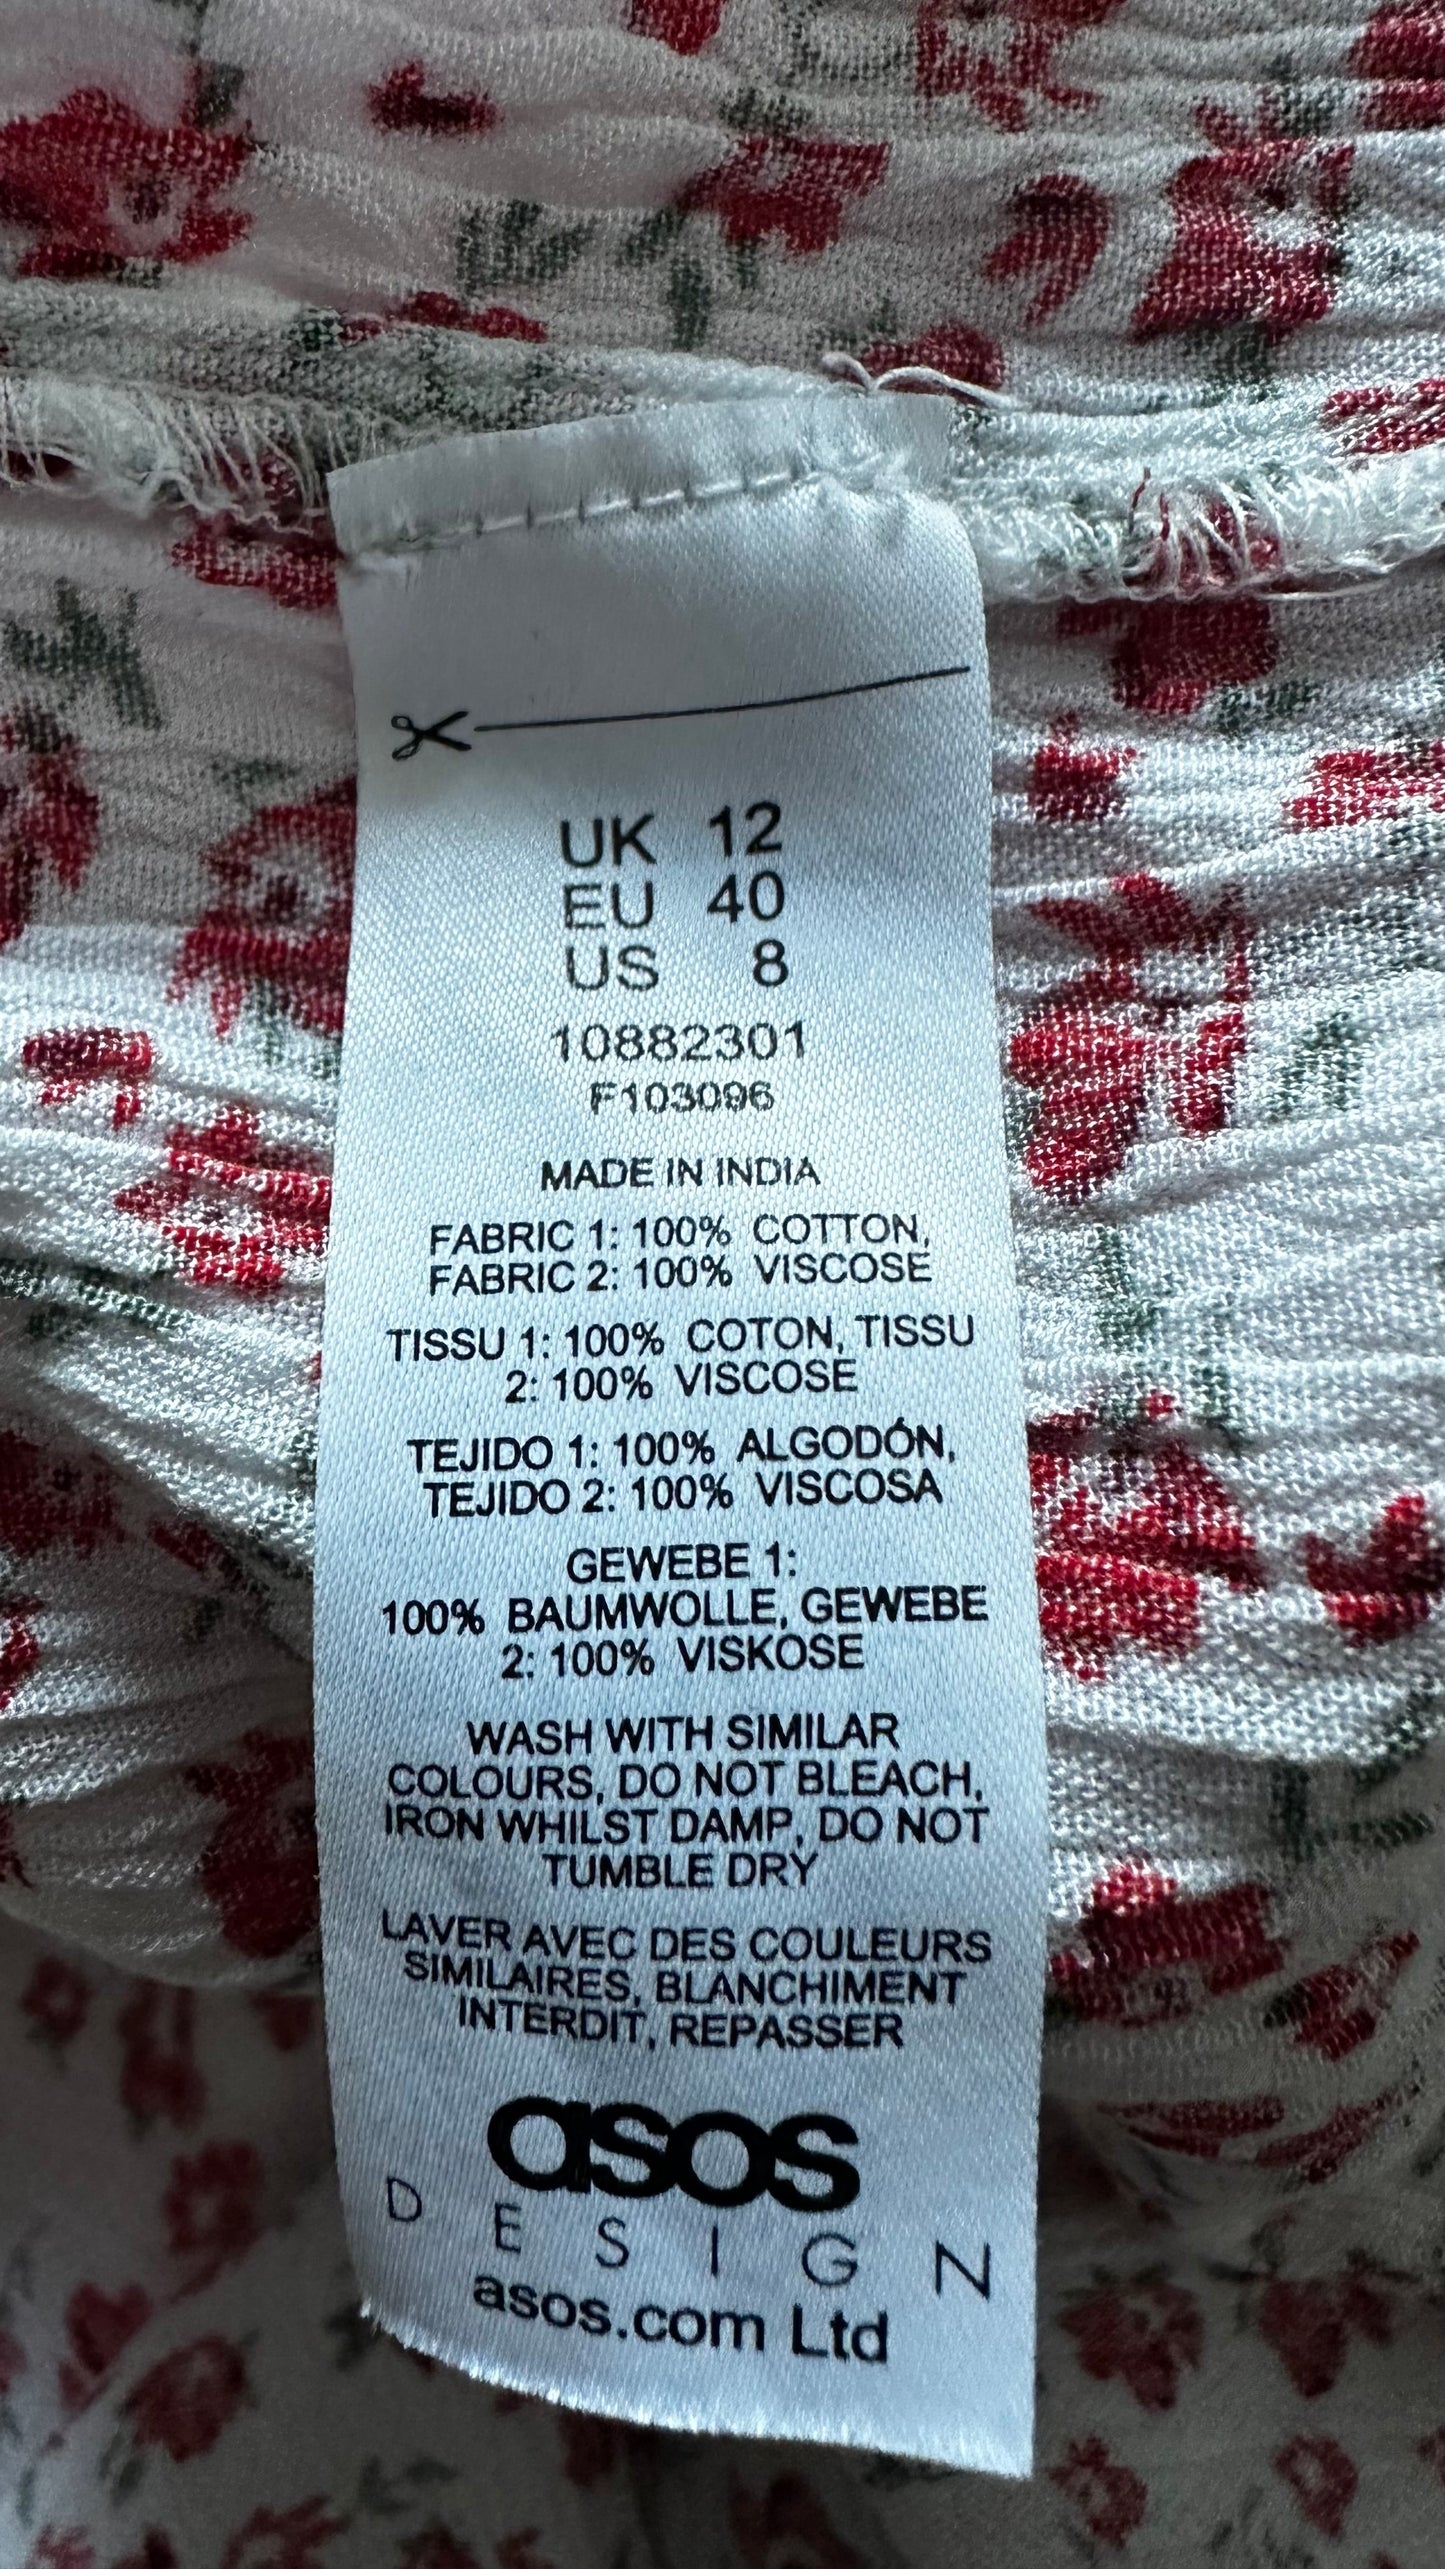 UK 12
EU 40
US 8
10882301
F103096
MADE IN INDIA
FABRIC 1: 100% COTTON,
FABRIC 2: 100% VISCOSE
TISSU 1: 100% COTON, TISSU
2: 100% VISCOSE
TEJIDO 1: 100% ALGODÓN,
TEJIDO 2: 100% VISCOSA
GEWEBE 1:
100% BAUMWOLLE, GEWEBE
2: 100% VISKOSE
WASH WITH SIMILAR
COLOURS, DO NOT BLEACH,
IRON WHILST DAMP, DO NOT
TUMBLE DRY
LAVER AVEC DES COULEURS
SIMILAIRES, BLANCHIMENT
INTERDIT, REPASSER
asos
DESIGN
asos.com Ltd